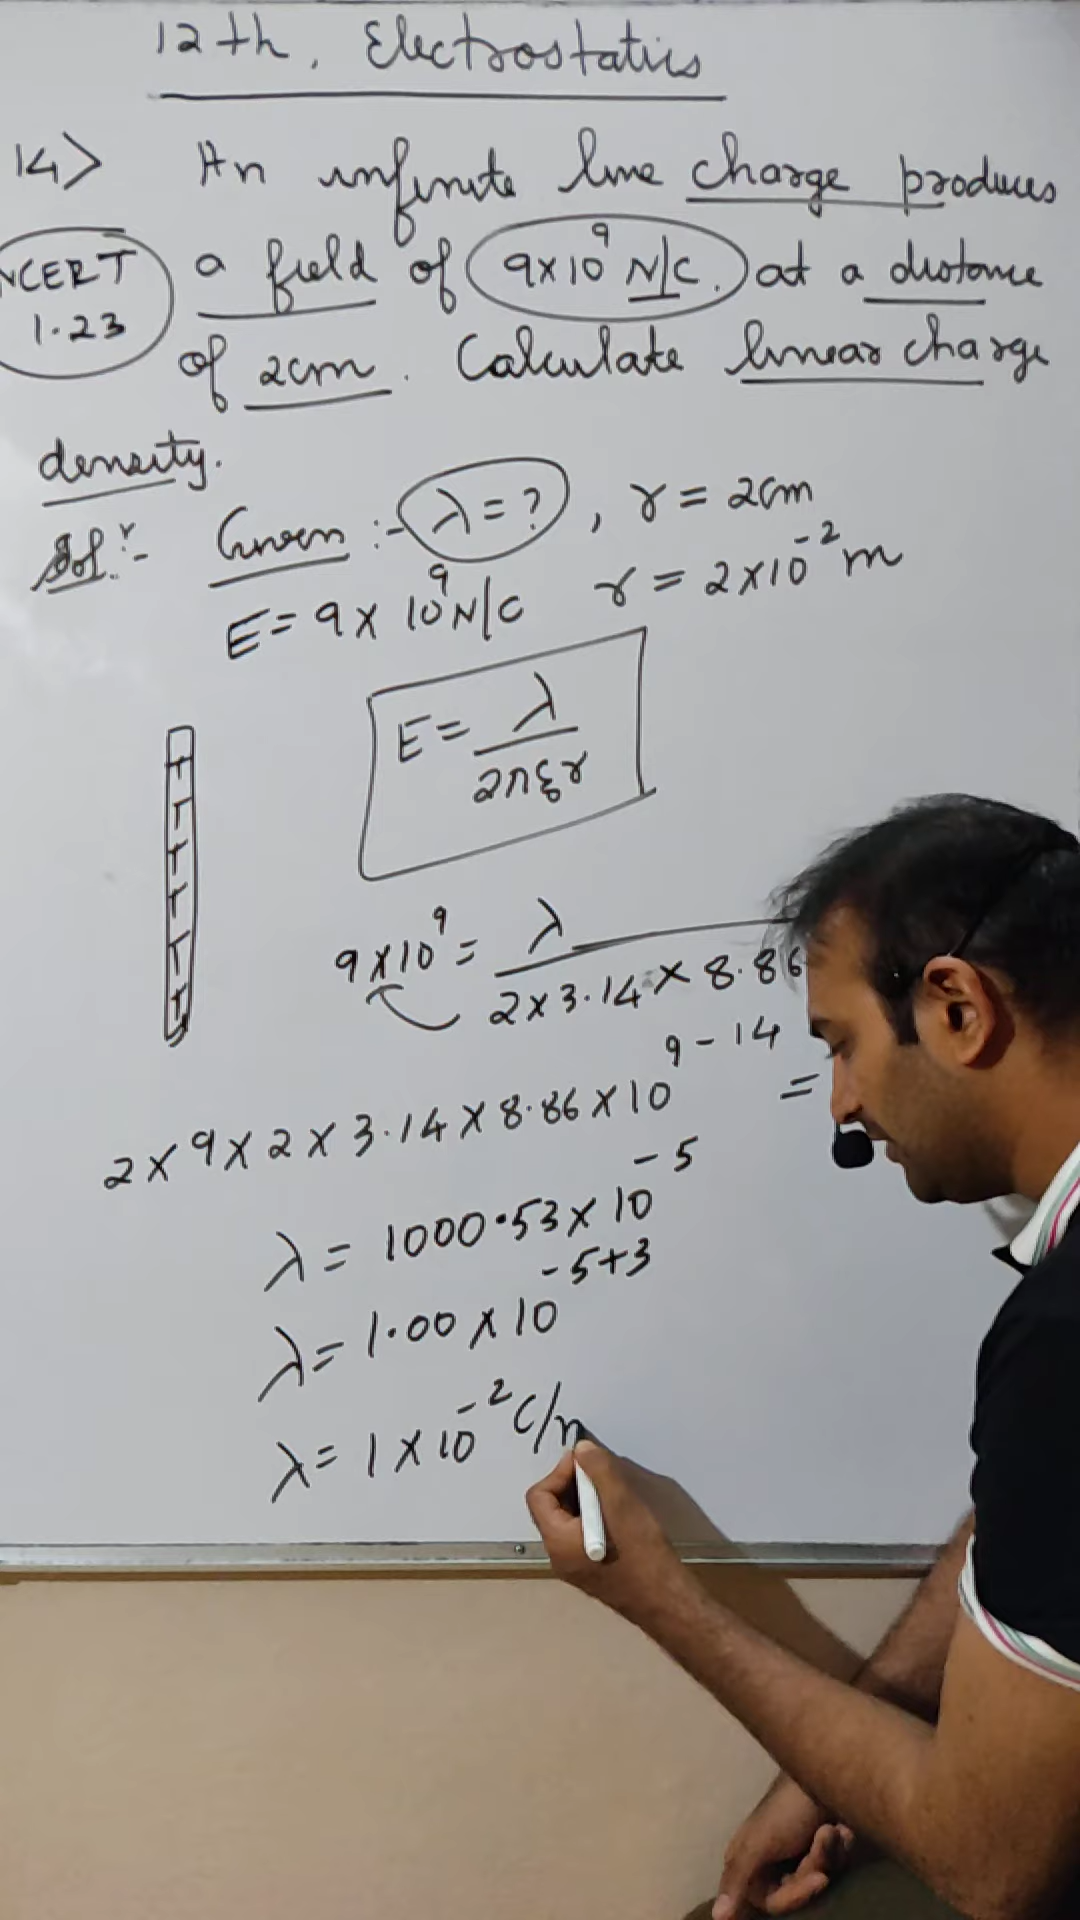 12th, Electrostatics
14> An infinite line charge produces
NCERT 1.23
a field of 9×10⁹ N/C. at a distance
of 2cm. Calculate linear charge
density.
Sol:- Given :- λ = ?, r = 2cm
E = 9 × 10⁹ N/C r = 2×10⁻² m
E = λ / 2πε₀r
9×10⁹ = λ / 2×3.14 × 8.86
2×9×2×3.14×8.86×10⁹⁻¹⁴ =
λ = 1000.53×10⁻⁵
λ = 1.00 × 10⁻⁵⁺³
λ = 1 × 10⁻² C/m